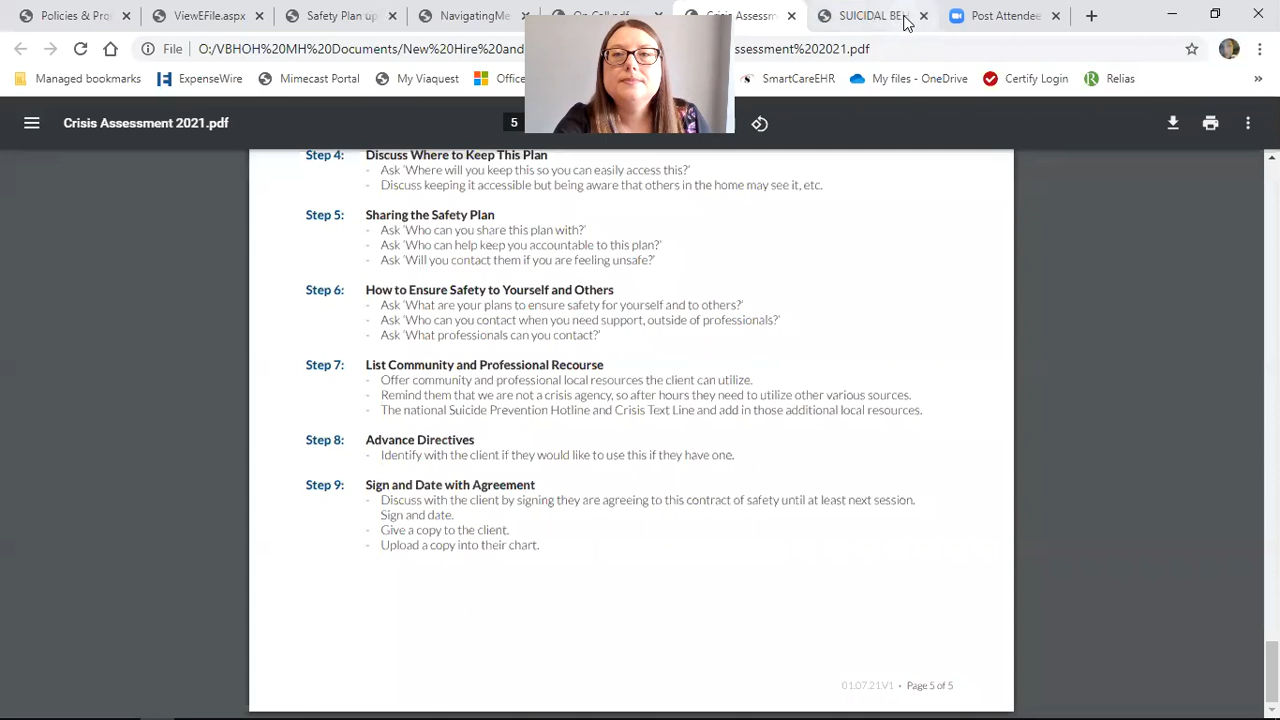 Policies & Pro
ViewEFile.aspx
Safety Plan up
NavigatingMe
Assessm
SUICIDAL BE
Post Attendee
File
O:/VBHOH%20MH%20Documents/New%20Hire%20and
ssessment%202021.pdf
Managed bookmarks
ExpenseWire
Mimecast Portal
My Viaquest
Office
SmartCareEHR
My files - OneDrive
Certify Login
Relias
»
Crisis Assessment 2021.pdf
5
Step 4: Discuss Where to Keep This Plan
- Ask 'Where will you keep this so you can easily access this?'
- Discuss keeping it accessible but being aware that others in the home may see it, etc.
Step 5: Sharing the Safety Plan
- Ask 'Who can you share this plan with?'
- Ask 'Who can help keep you accountable to this plan?'
- Ask 'Will you contact them if you are feeling unsafe?'
Step 6: How to Ensure Safety to Yourself and Others
- Ask 'What are your plans to ensure safety for yourself and to others?'
- Ask 'Who can you contact when you need support, outside of professionals?'
- Ask 'What professionals can you contact?'
Step 7: List Community and Professional Recourse
- Offer community and professional local resources the client can utilize.
- Remind them that we are not a crisis agency, so after hours they need to utilize other various sources.
- The national Suicide Prevention Hotline and Crisis Text Line and add in those additional local resources.
Step 8: Advance Directives
- Identify with the client if they would like to use this if they have one.
Step 9: Sign and Date with Agreement
- Discuss with the client by signing they are agreeing to this contract of safety until at least next session.
Sign and date.
- Give a copy to the client.
- Upload a copy into their chart.
01.07.21.V1 • Page 5 of 5